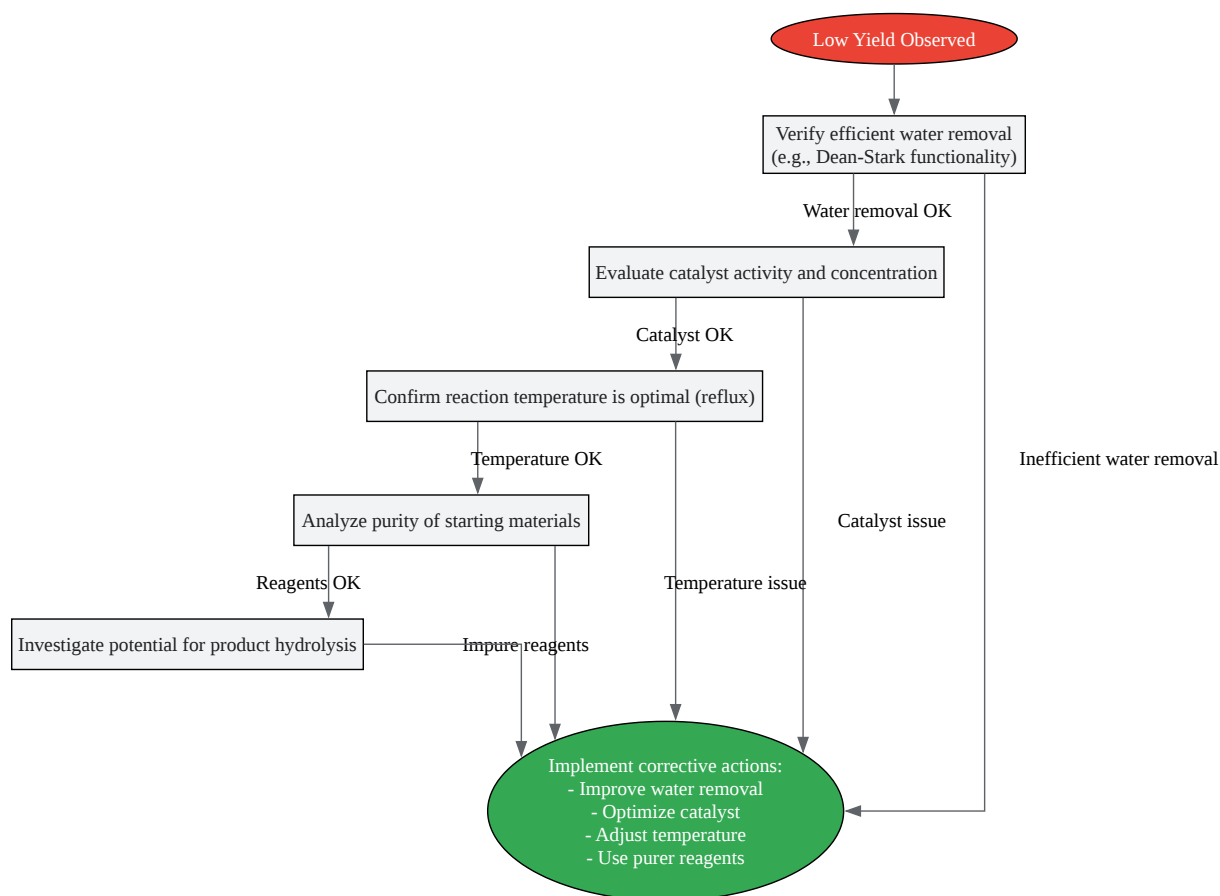 Low Yield Observed
Verify efficient water removal
(e.g., Dean-Stark functionality)
Water removal OK
Evaluate catalyst activity and concentration
Catalyst OK
Confirm reaction temperature is optimal (reflux)
Temperature OK
Inefficient water removal
Analyze purity of starting materials
Catalyst issue
Reagents OK
Temperature issue
Investigate potential for product hydrolysis
Impure reagents
Implement corrective actions:
- Improve water removal
- Optimize catalyst
- Adjust temperature
- Use purer reagents